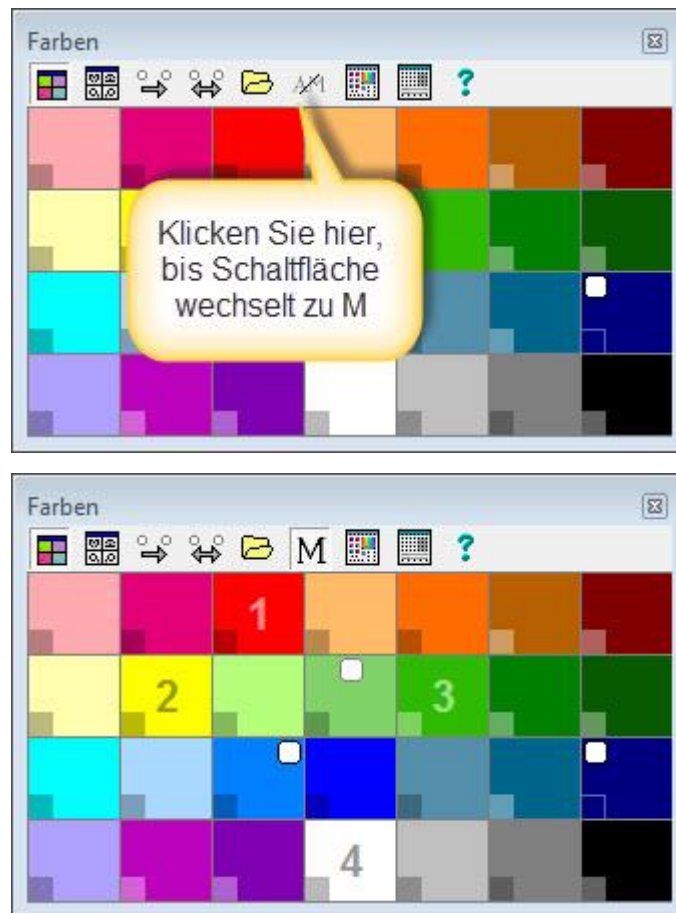 Farben
A/M
?
Klicken Sie hier,
bis Schaltfläche
wechselt zu M
Farben
M ?
1
2 3
4